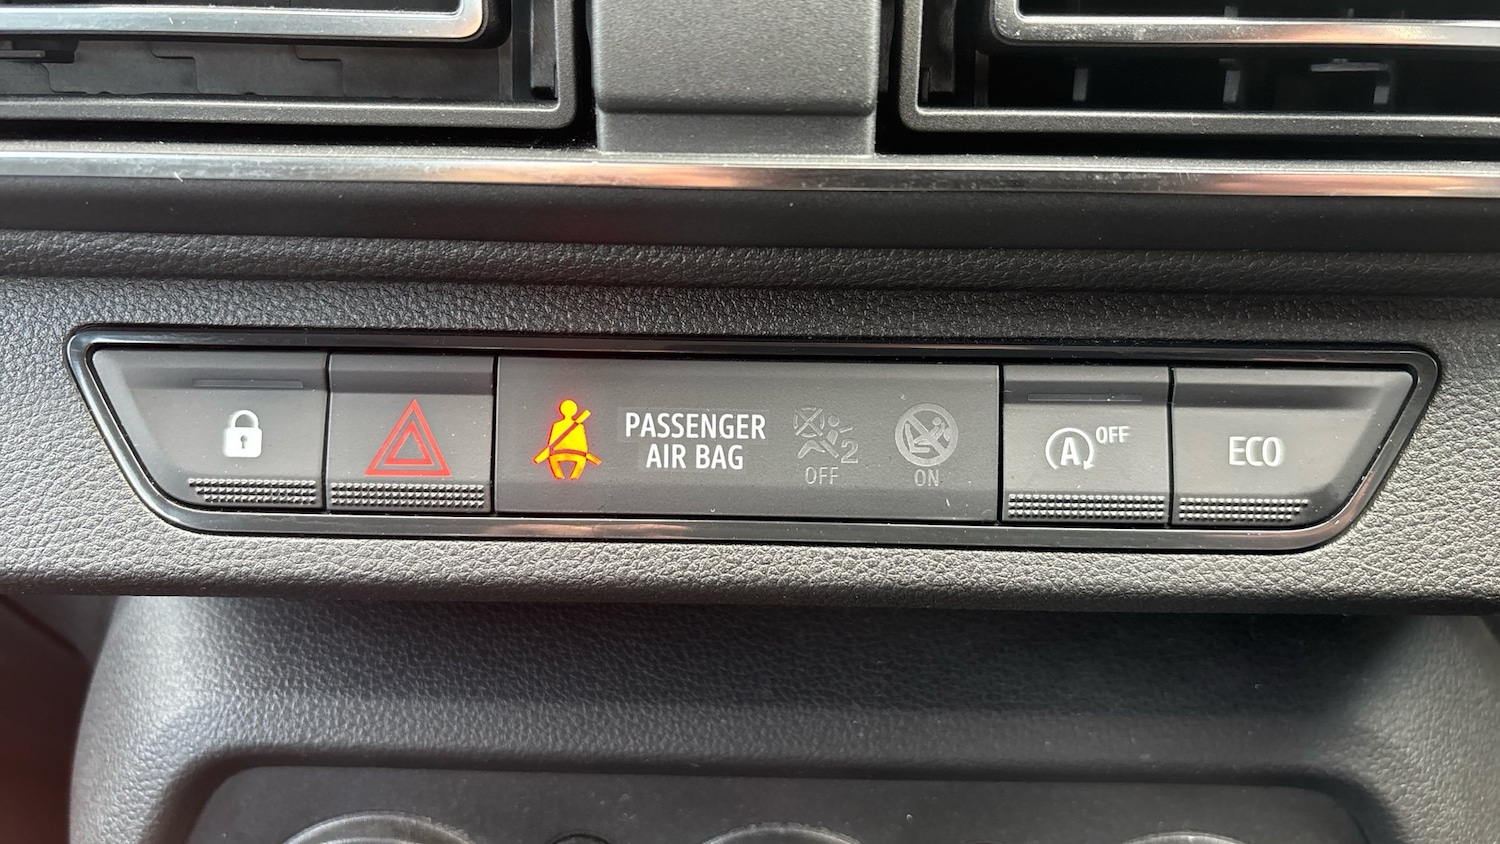 PASSENGER
AIR BAG
2
OFF
ON
A OFF
ECO